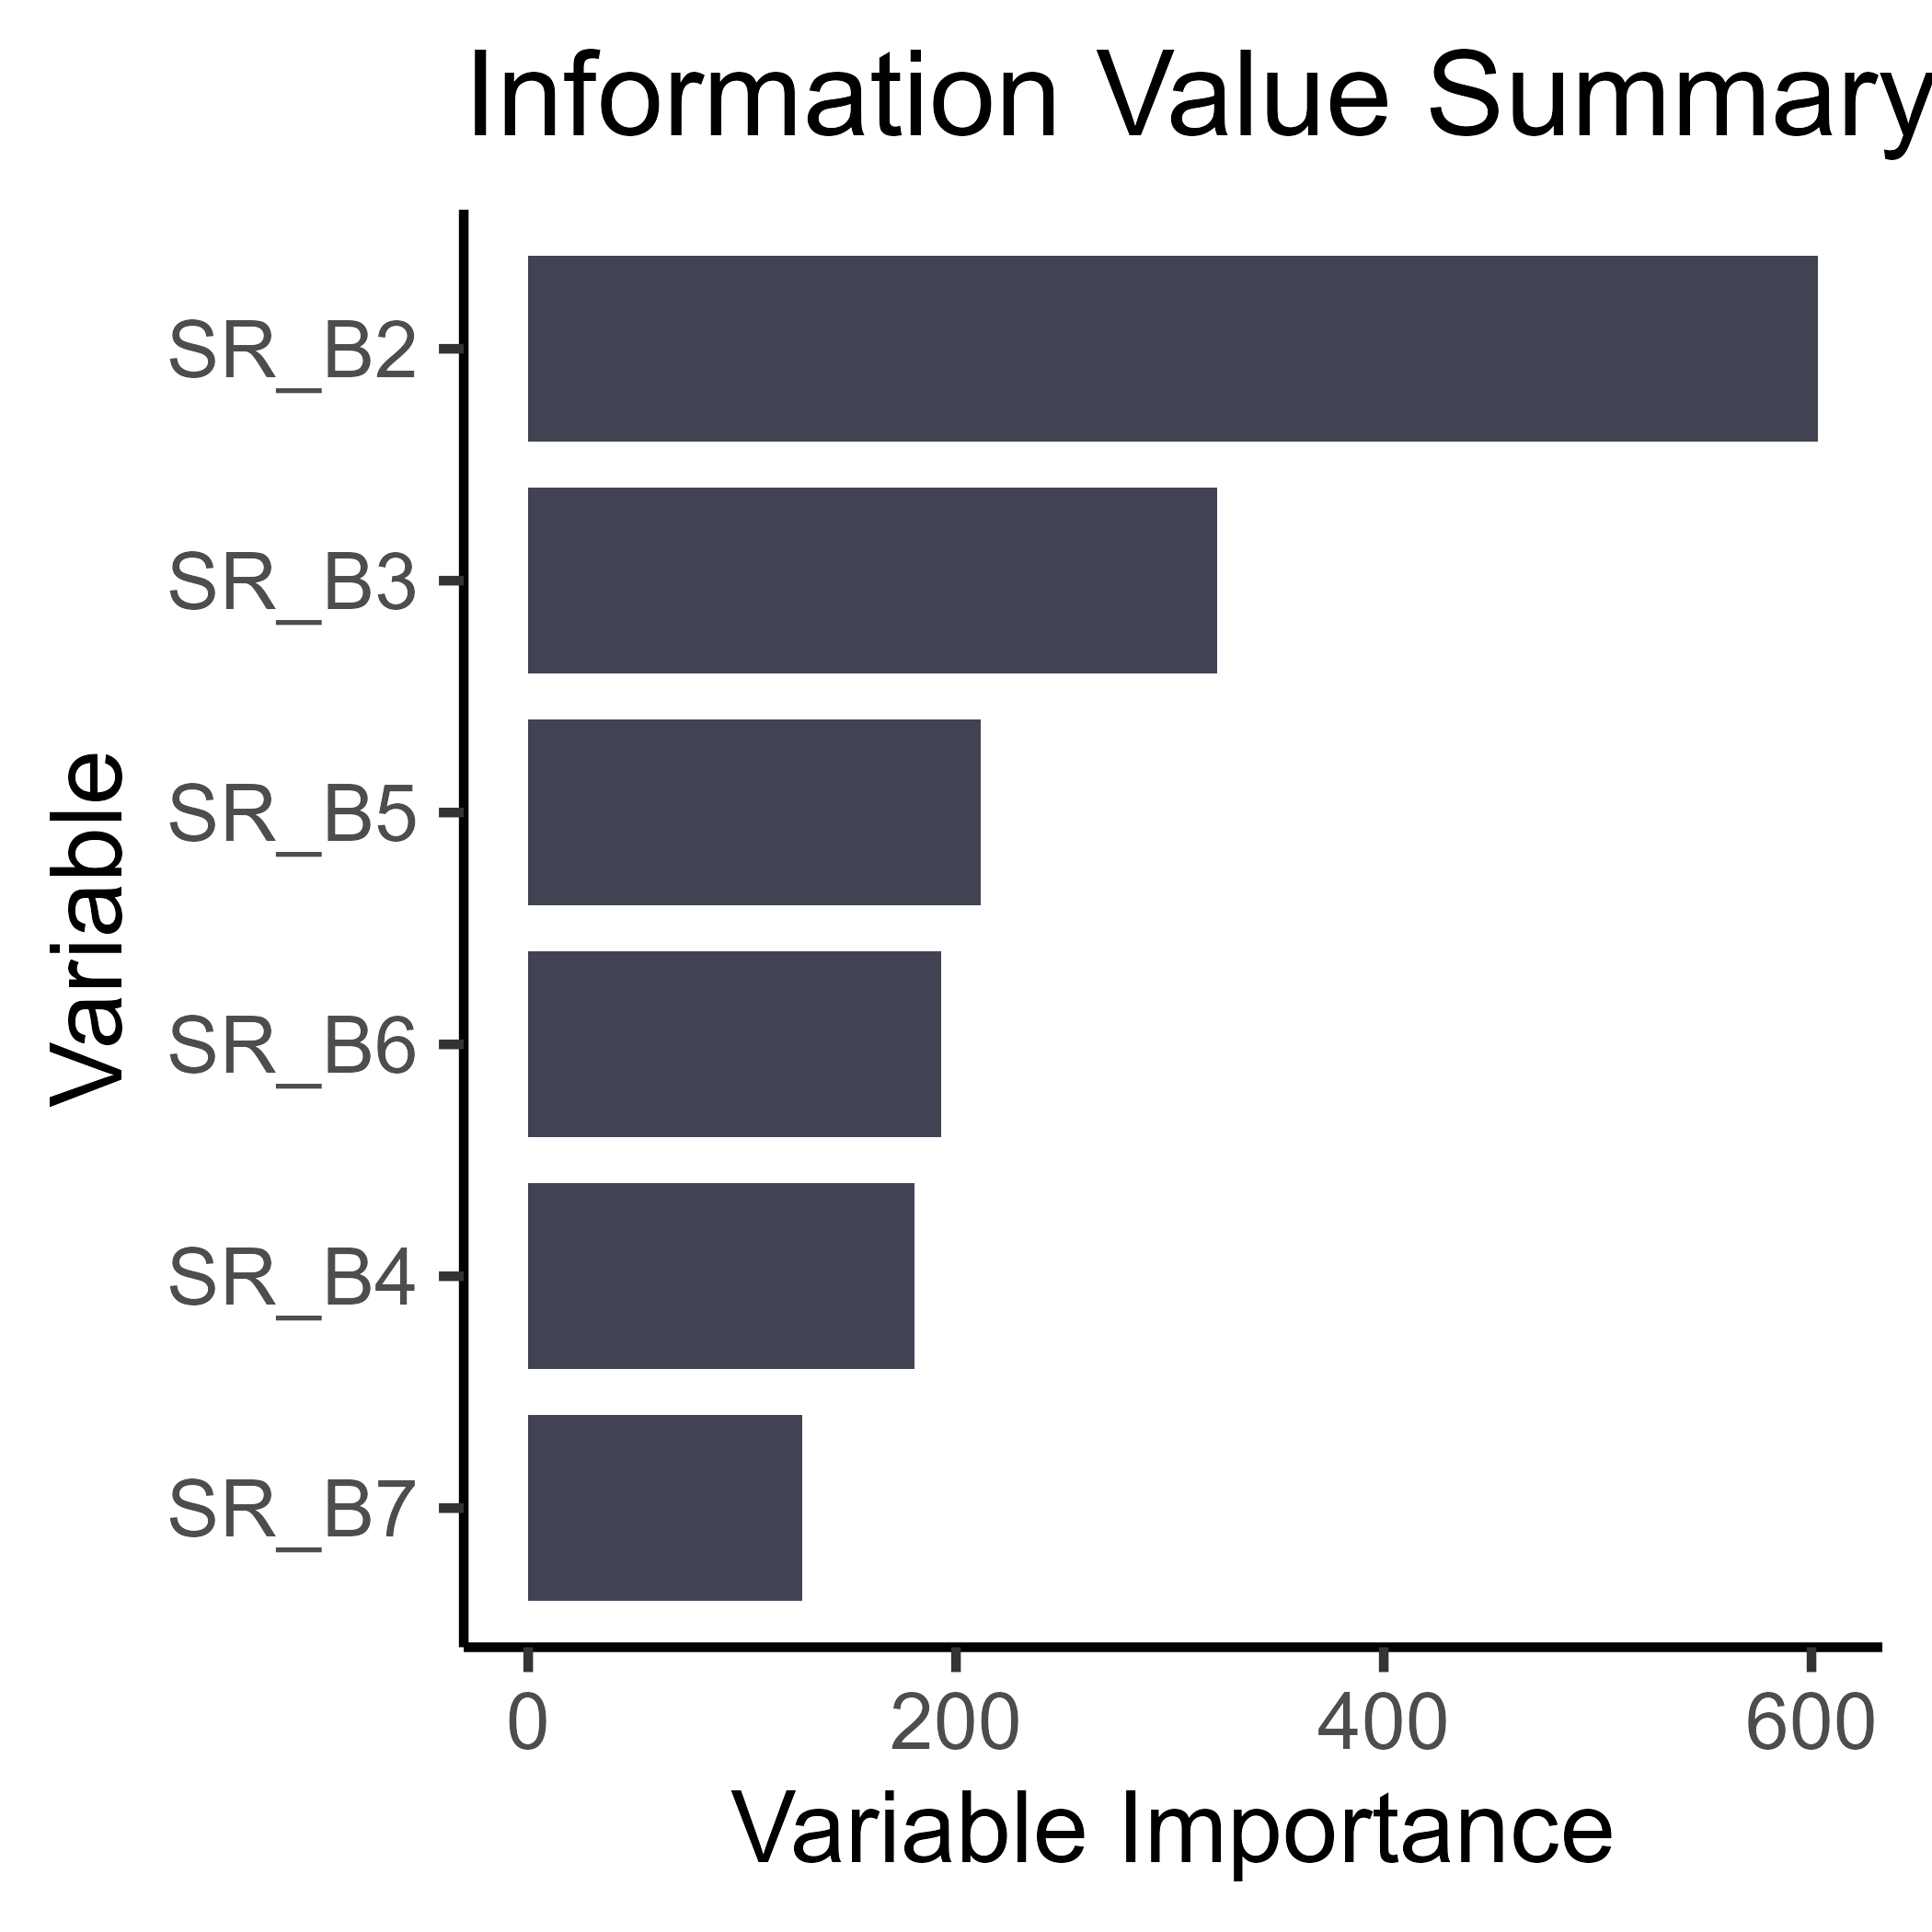 Information Value Summary
Variable
SR_B2
SR_B3
SR_B5
SR_B6
SR_B4
SR_B7
0 200 400 600
Variable Importance